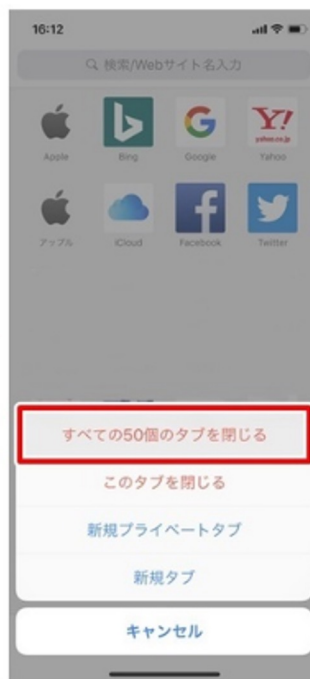 16:12
検索/Webサイト名入力
Apple
Bing
Google
Yahoo
Y!
yahoo.co.jp
アップル
iCloud
Facebook
Twitter
すべての50個のタブを閉じる
このタブを閉じる
新規プライベートタブ
新規タブ
キャンセル